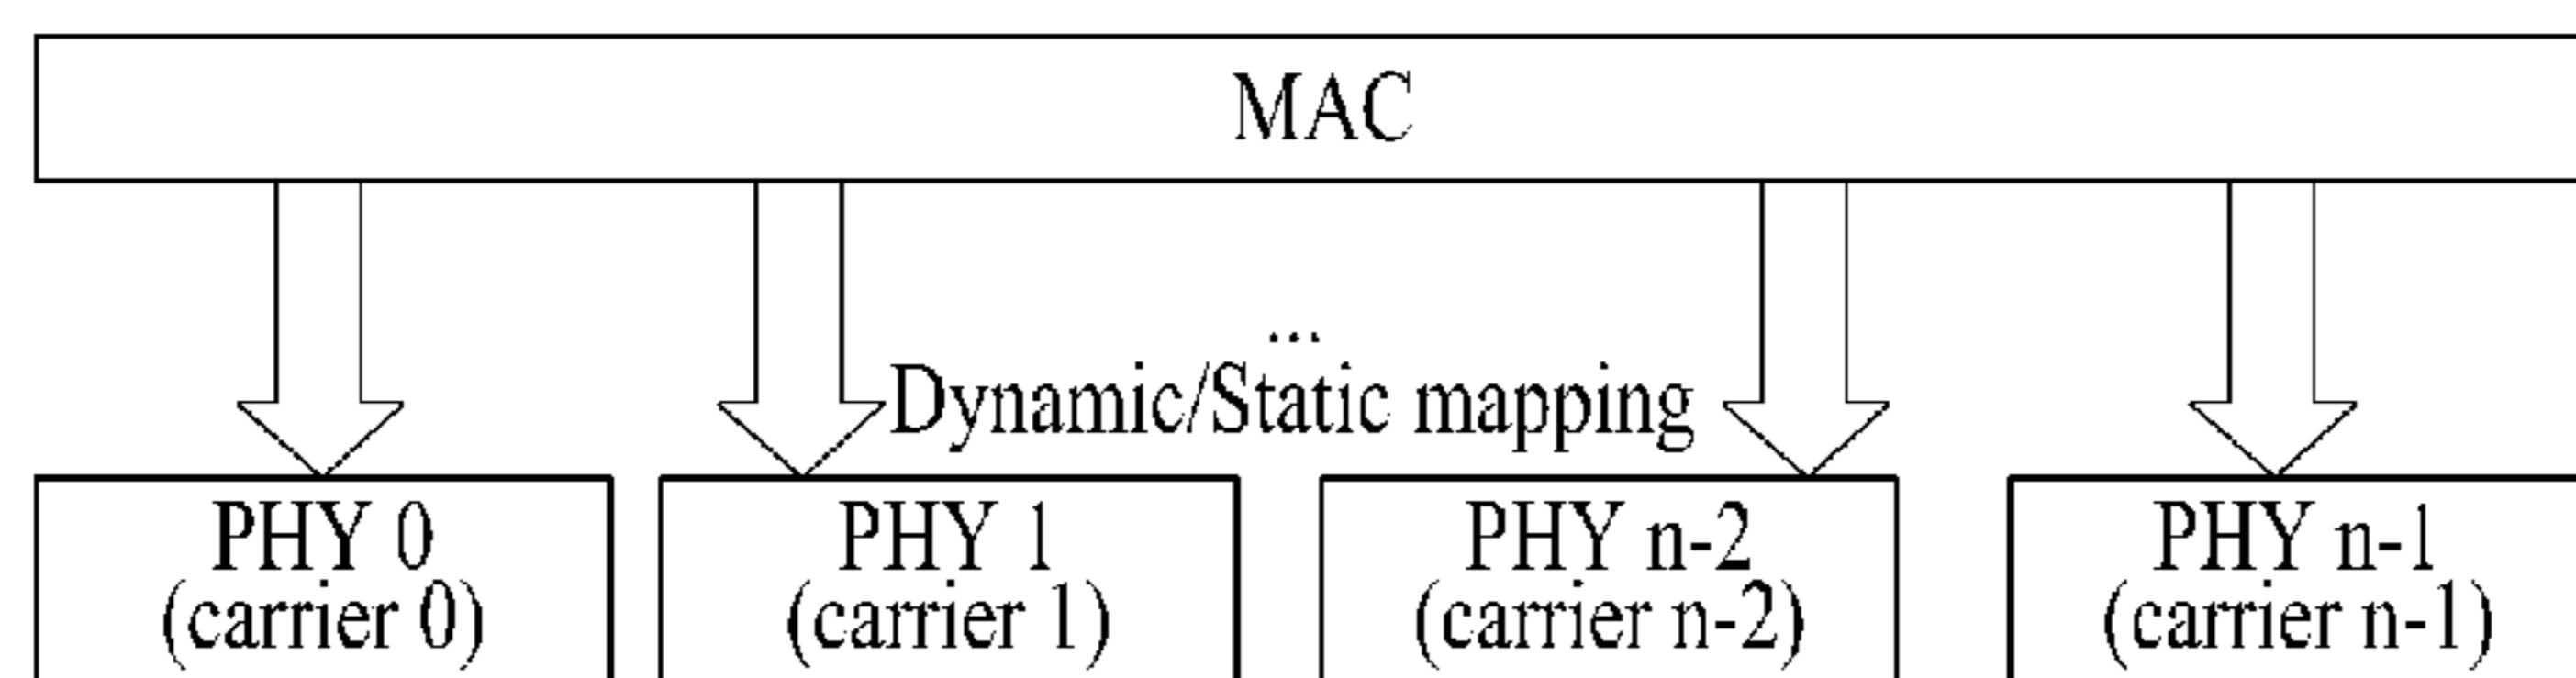 MAC
...
Dynamic/Static mapping
PHY 0
(carrier 0)
PHY 1
(carrier 1)
PHY n-2
(carrier n-2)
PHY n-1
(carrier n-1)